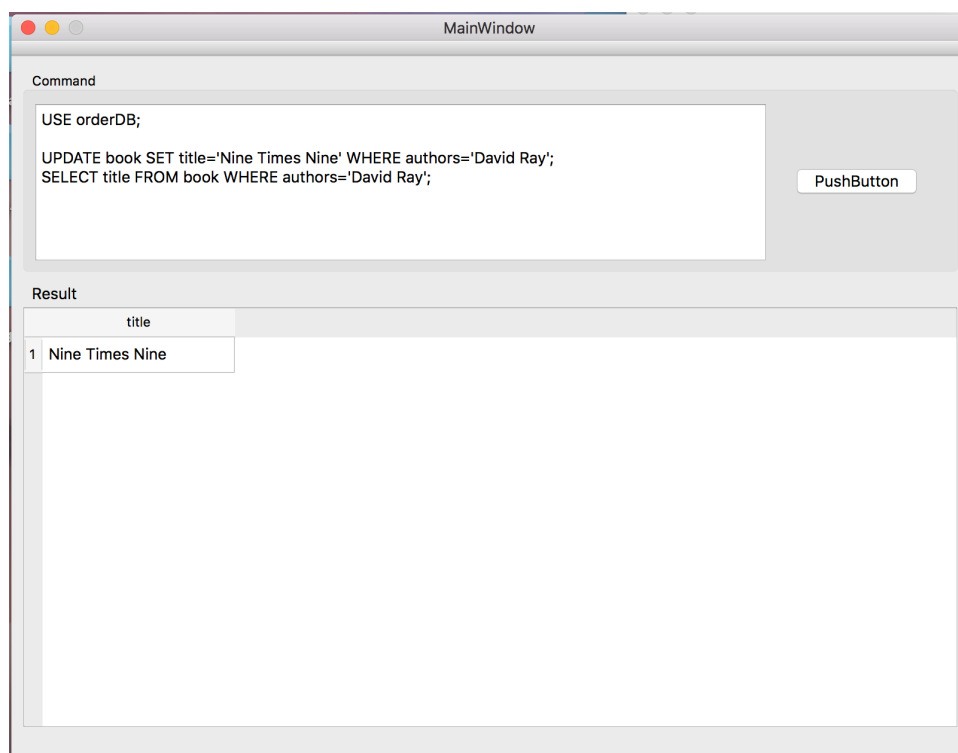 MainWindow
Command
USE orderDB;
UPDATE book SET title='Nine Times Nine' WHERE authors='David Ray';
SELECT title FROM book WHERE authors='David Ray';
PushButton
Result
title
1 Nine Times Nine